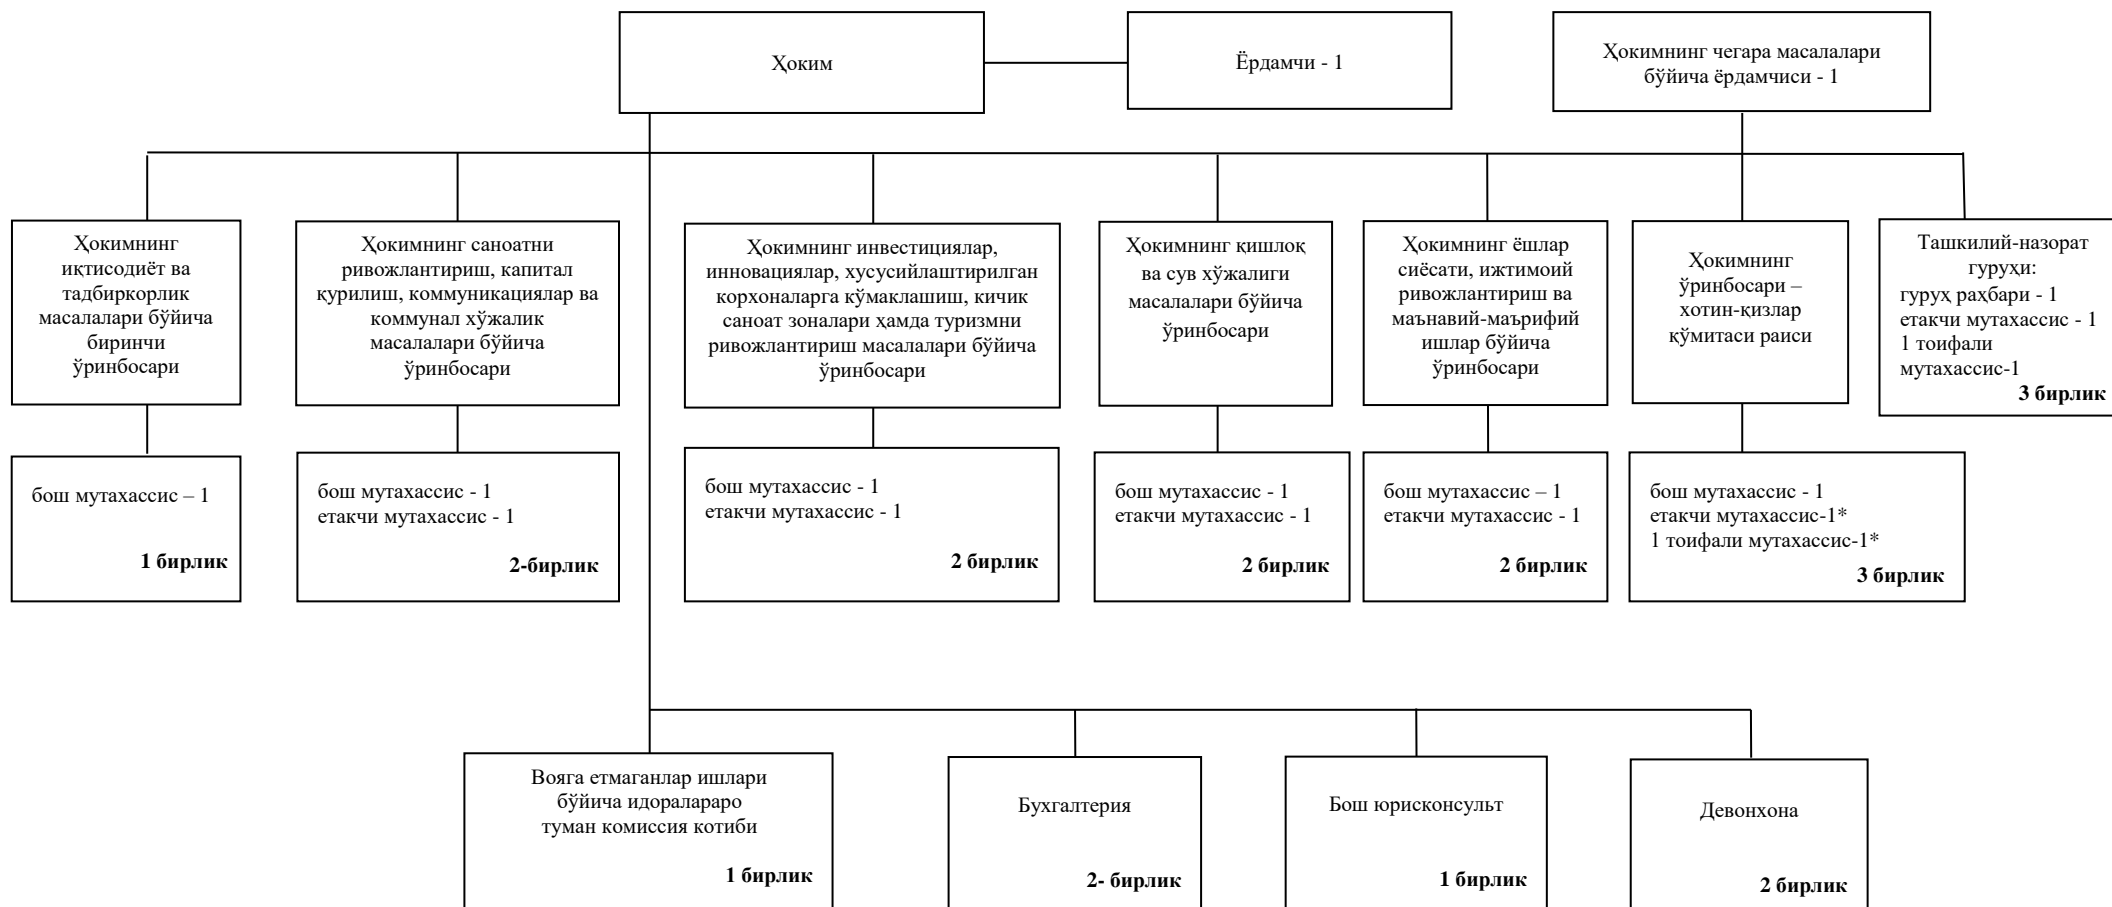 Ҳоким
Ёрдамчи - 1
Ҳокимнинг чегара масалалари
бўйича ёрдамчиси - 1
Ҳокимнинг
иқтисодиёт ва
тадбиркорлик
масалалари бўйича
биринчи
ўринбосари
Ҳокимнинг саноатни
ривожлантириш, капитал
қурилиш, коммуникациялар ва
коммунал хўжалик
масалалари бўйича
ўринбосари
Ҳокимнинг инвестициялар,
инновациялар, хусусийлаштирилган
корхоналарга кўмаклашиш, кичик
саноат зоналари ҳамда туризмни
ривожлантириш масалалари бўйича
ўринбосари
Ҳокимнинг қишлоқ
ва сув хўжалиги
масалалари бўйича
ўринбосари
Ҳокимнинг ёшлар
сиёсати, ижтимоий
ривожлантириш ва
маънавий-маърифий
ишлар бўйича
ўринбосари
Ҳокимнинг
ўринбосари –
хотин-қизлар
қўмитаси раиси
Ташкилий-назорат
гуруҳи:
гуруҳ раҳбари - 1
етакчи мутахассис - 1
1 тоифали
мутахассис-1
3 бирлик
бош мутахассис – 1
1 бирлик
бош мутахассис - 1
етакчи мутахассис - 1
2-бирлик
бош мутахассис - 1
етакчи мутахассис - 1
2 бирлик
бош мутахассис - 1
етакчи мутахассис - 1
2 бирлик
бош мутахассис – 1
етакчи мутахассис - 1
2 бирлик
бош мутахассис - 1
етакчи мутахассис-1*
1 тоифали мутахассис-1*
3 бирлик
Вояга етмаганлар ишлари
бўйича идоралараро
туман комиссия котиби
1 бирлик
Бухгалтерия
2- бирлик
Бош юрисконсульт
1 бирлик
Девонхона
2 бирлик